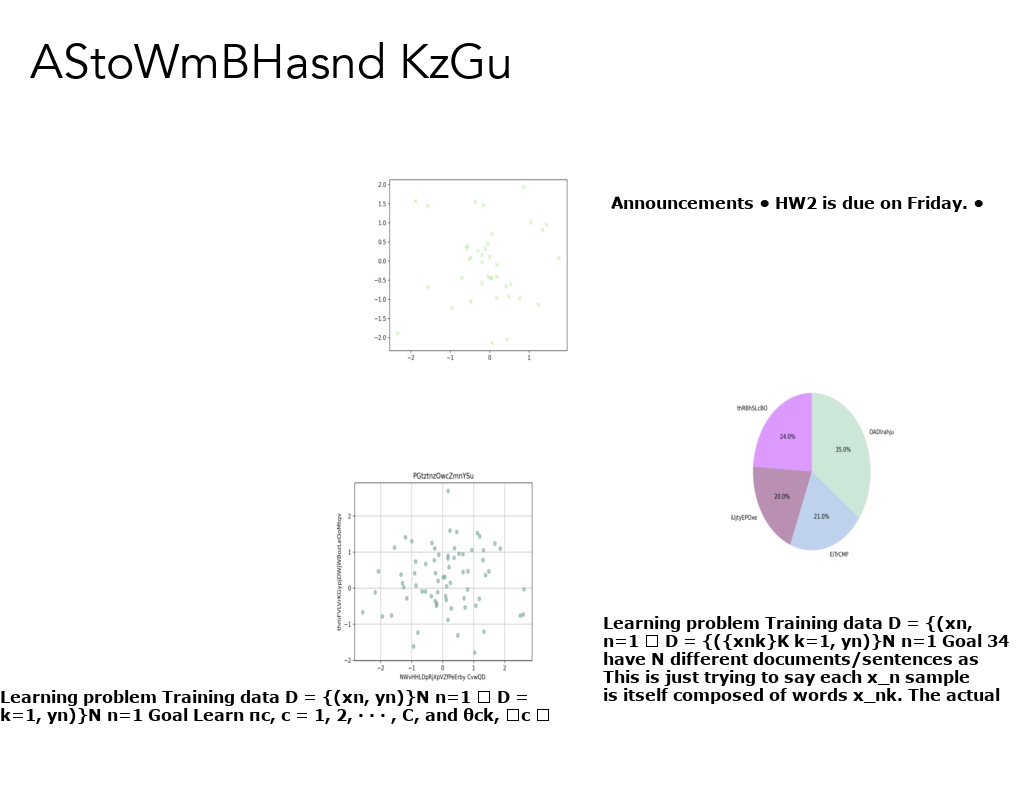 AStoWmBHasnd KzGu
Announcements ● HW2 is due on Friday. ●
2.0
1.5
1.0
0.5
0.0
−0.5
−1.0
−1.5
−2.0
−2 −1 0 1
thRBhSLcBO
OADIrahju
24.0%
35.0%
20.0%
21.0%
iUJtyEPOxe
EiTrCMF
PGtztnzOwcZmnYSu
2
1
0
−1
−2
−2 −1 0 1 2
Learning problem Training data D = {(xn,
n=1 □ D = {({xnk}K k=1, yn)}N n=1 Goal 34
have N different documents/sentences as
This is just trying to say each x_n sample
is itself composed of words x_nk. The actual
Learning problem Training data D = {(xn, yn)}N n=1 □ D =
k=1, yn)}N n=1 Goal Learn πc, c = 1, 2, · · · , C, and θck, □c □